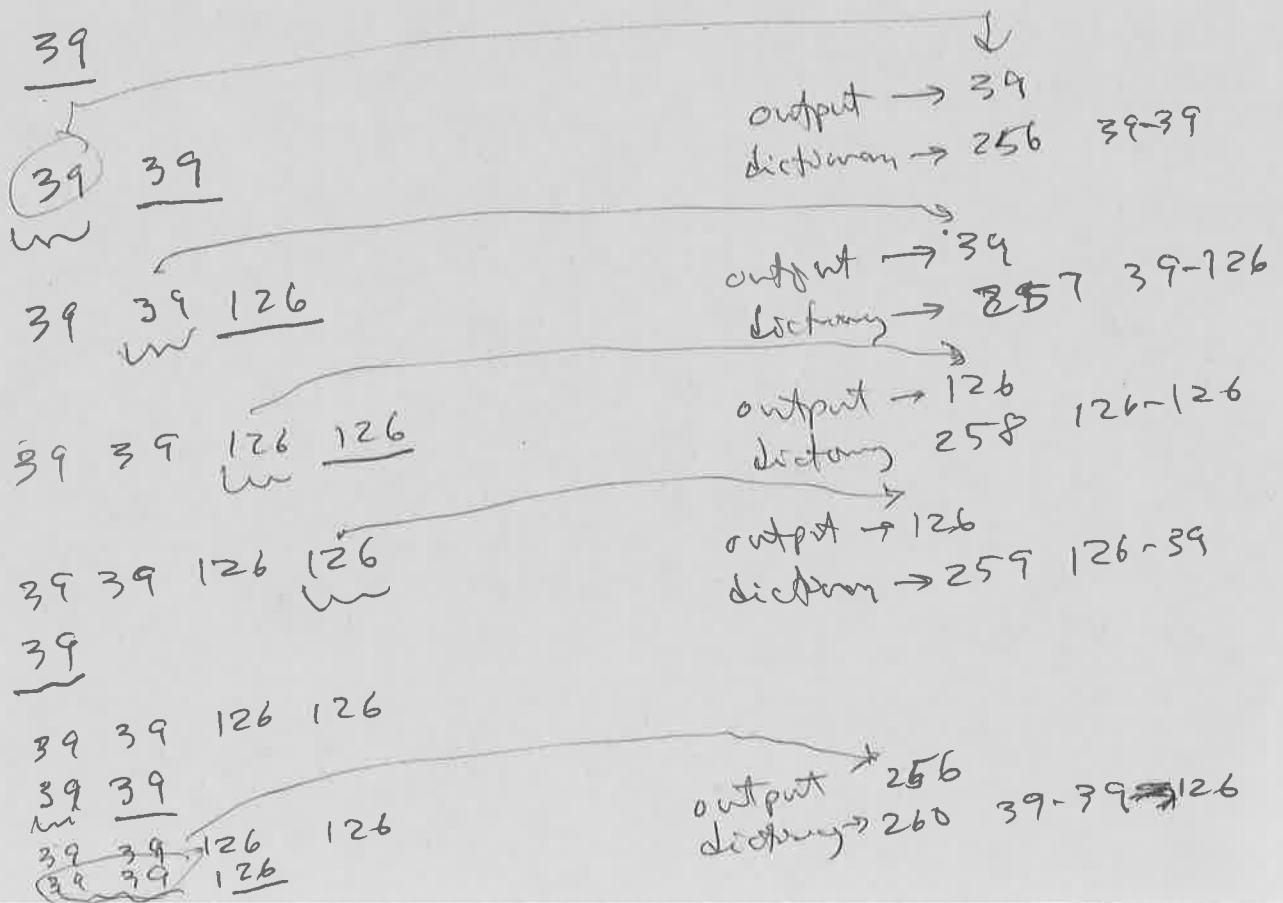 39
output → 39
dictionary → 256 39-39
39 39
output → 39
dictionary → 257 39-126
39 39 126
output → 126
dictionary 258 126-126
39 39 126 126
output → 126
dictionary → 259 126-39
39 39 126 126
39
39 39 126 126
39 39
output → 256
dictionary → 260 39-39-126
39 39 126 126
39 39 126